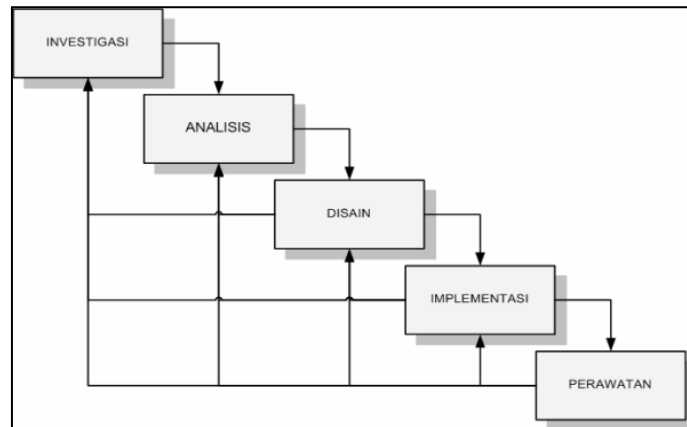 INVESTIGASI
ANALISIS
DISAIN
IMPLEMENTASI
PERAWATAN